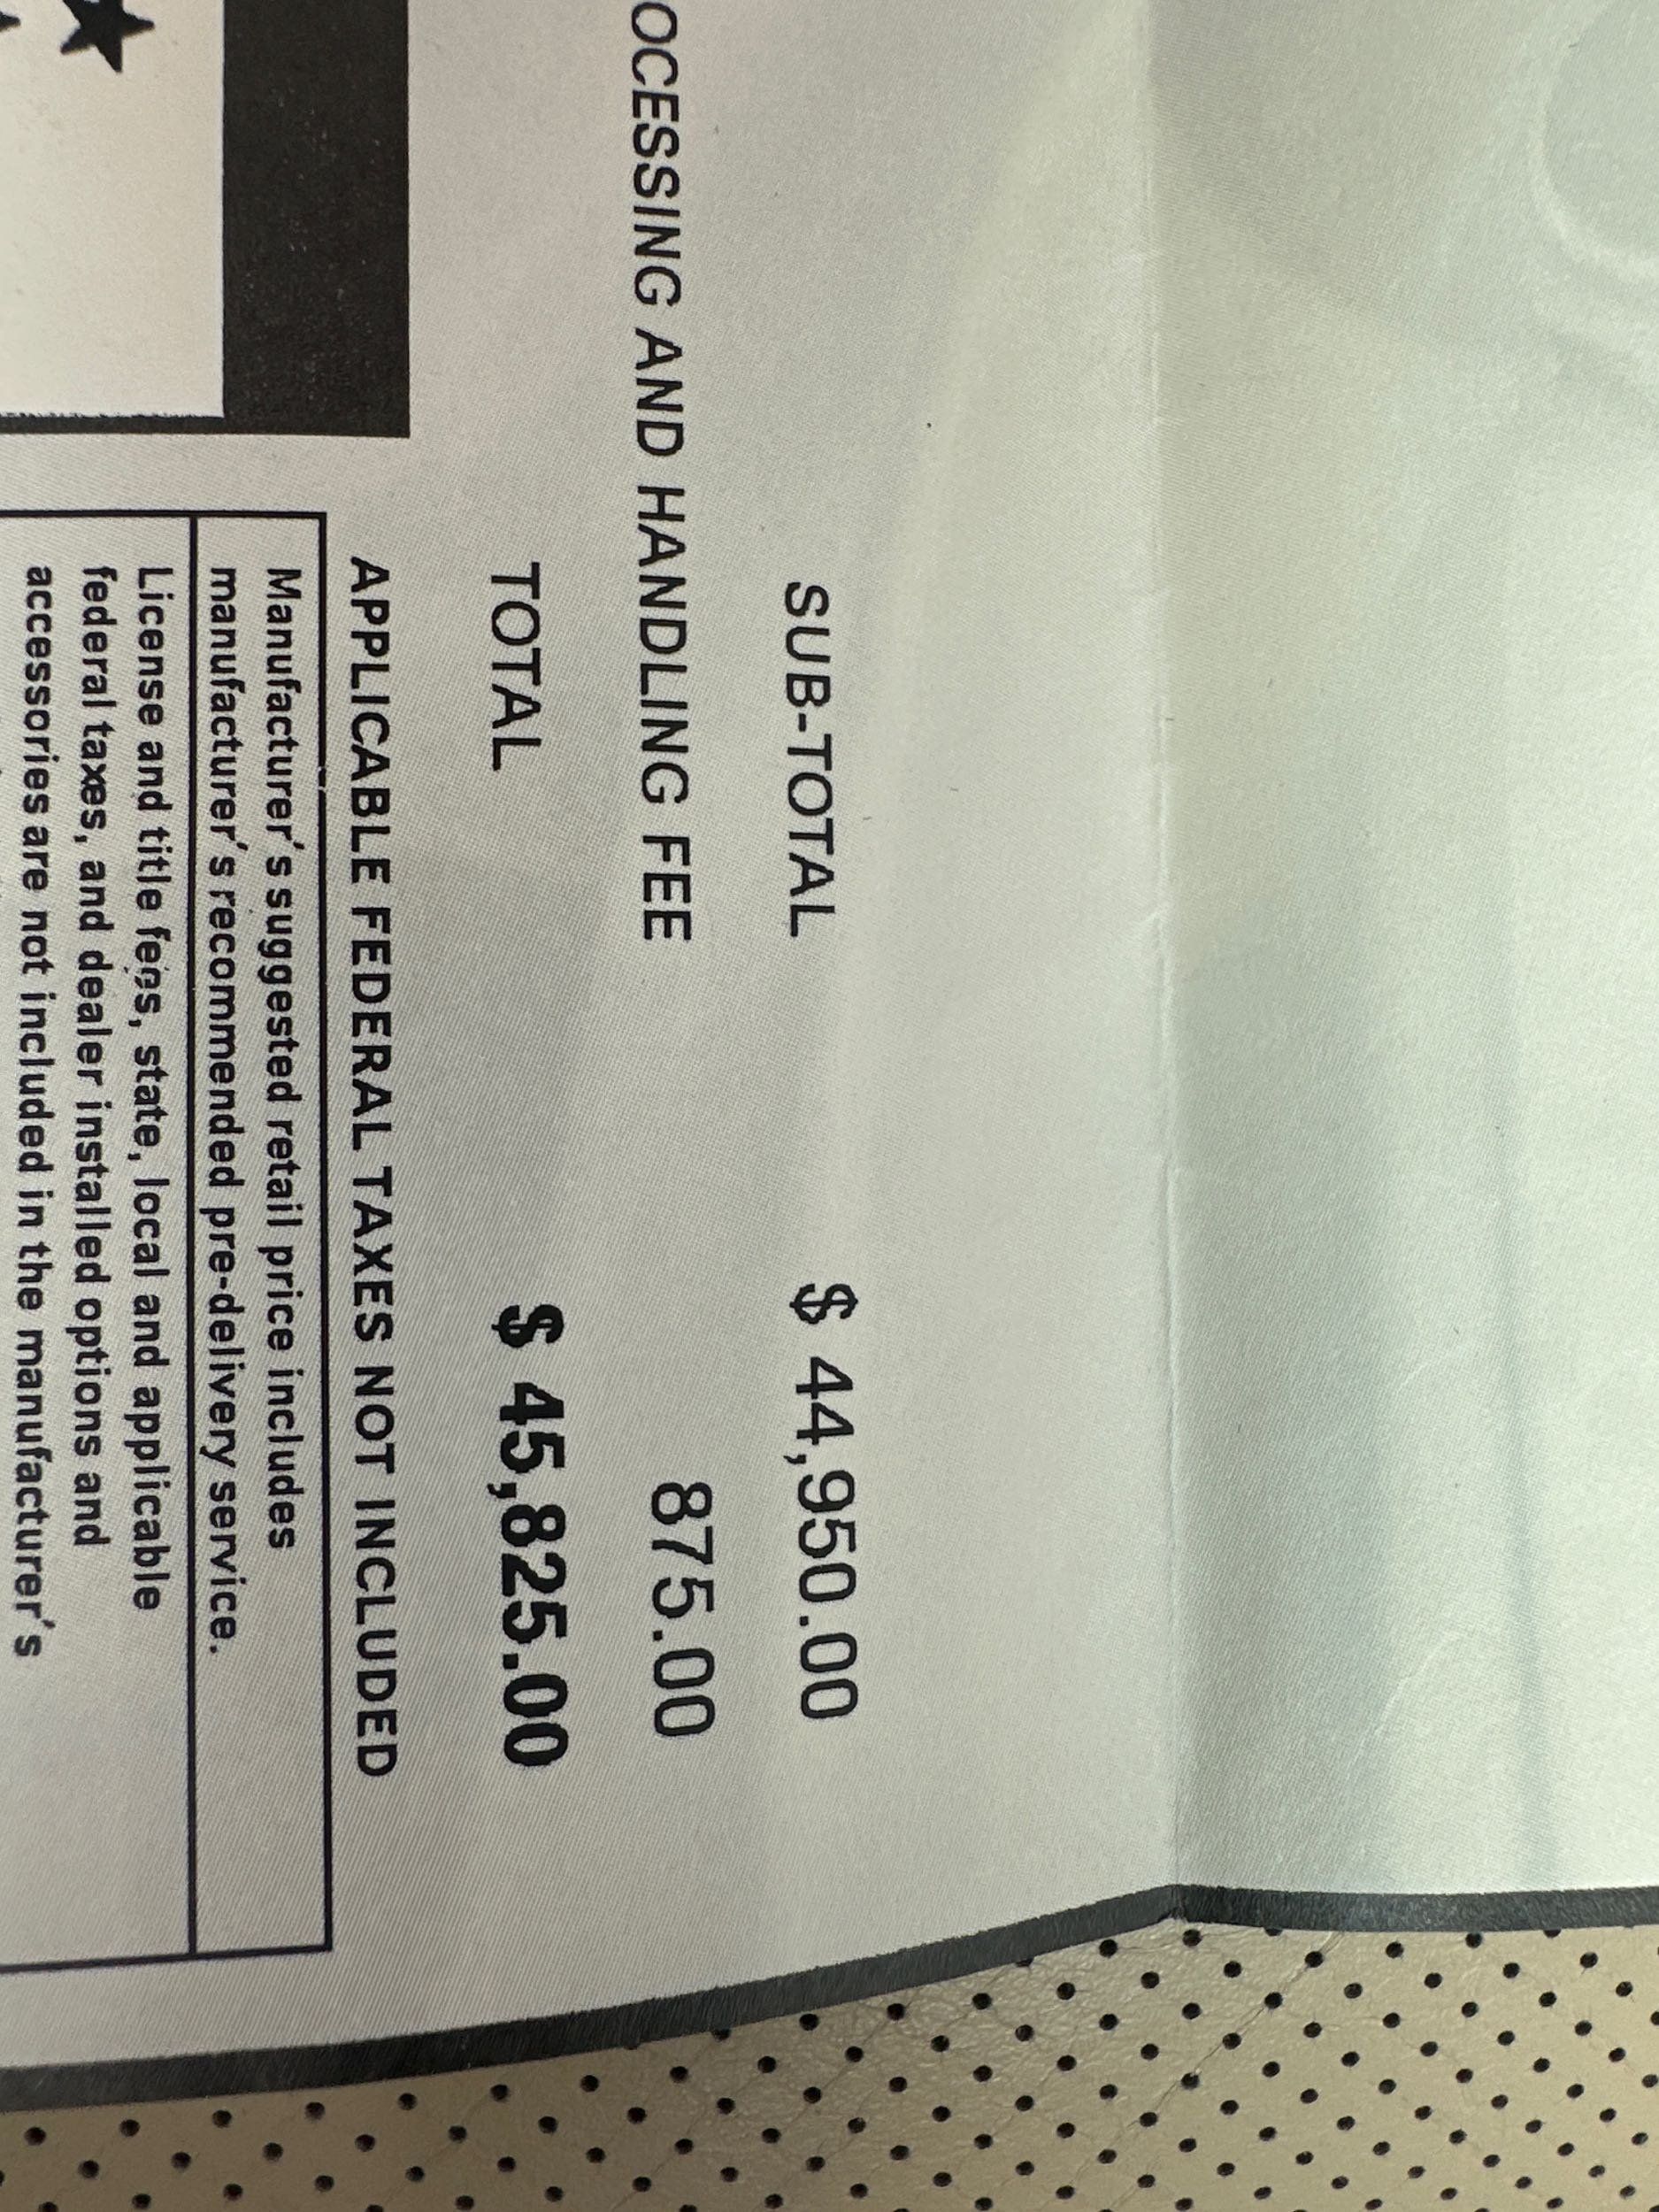 SUB-TOTAL $ 44,950.00
OCESSING AND HANDLING FEE 875.00
TOTAL $ 45,825.00
APPLICABLE FEDERAL TAXES NOT INCLUDED
Manufacturer's suggested retail price includes
manufacturer's recommended pre-delivery service.
License and title fees, state, local and applicable
federal taxes, and dealer installed options and
accessories are not included in the manufacturer's